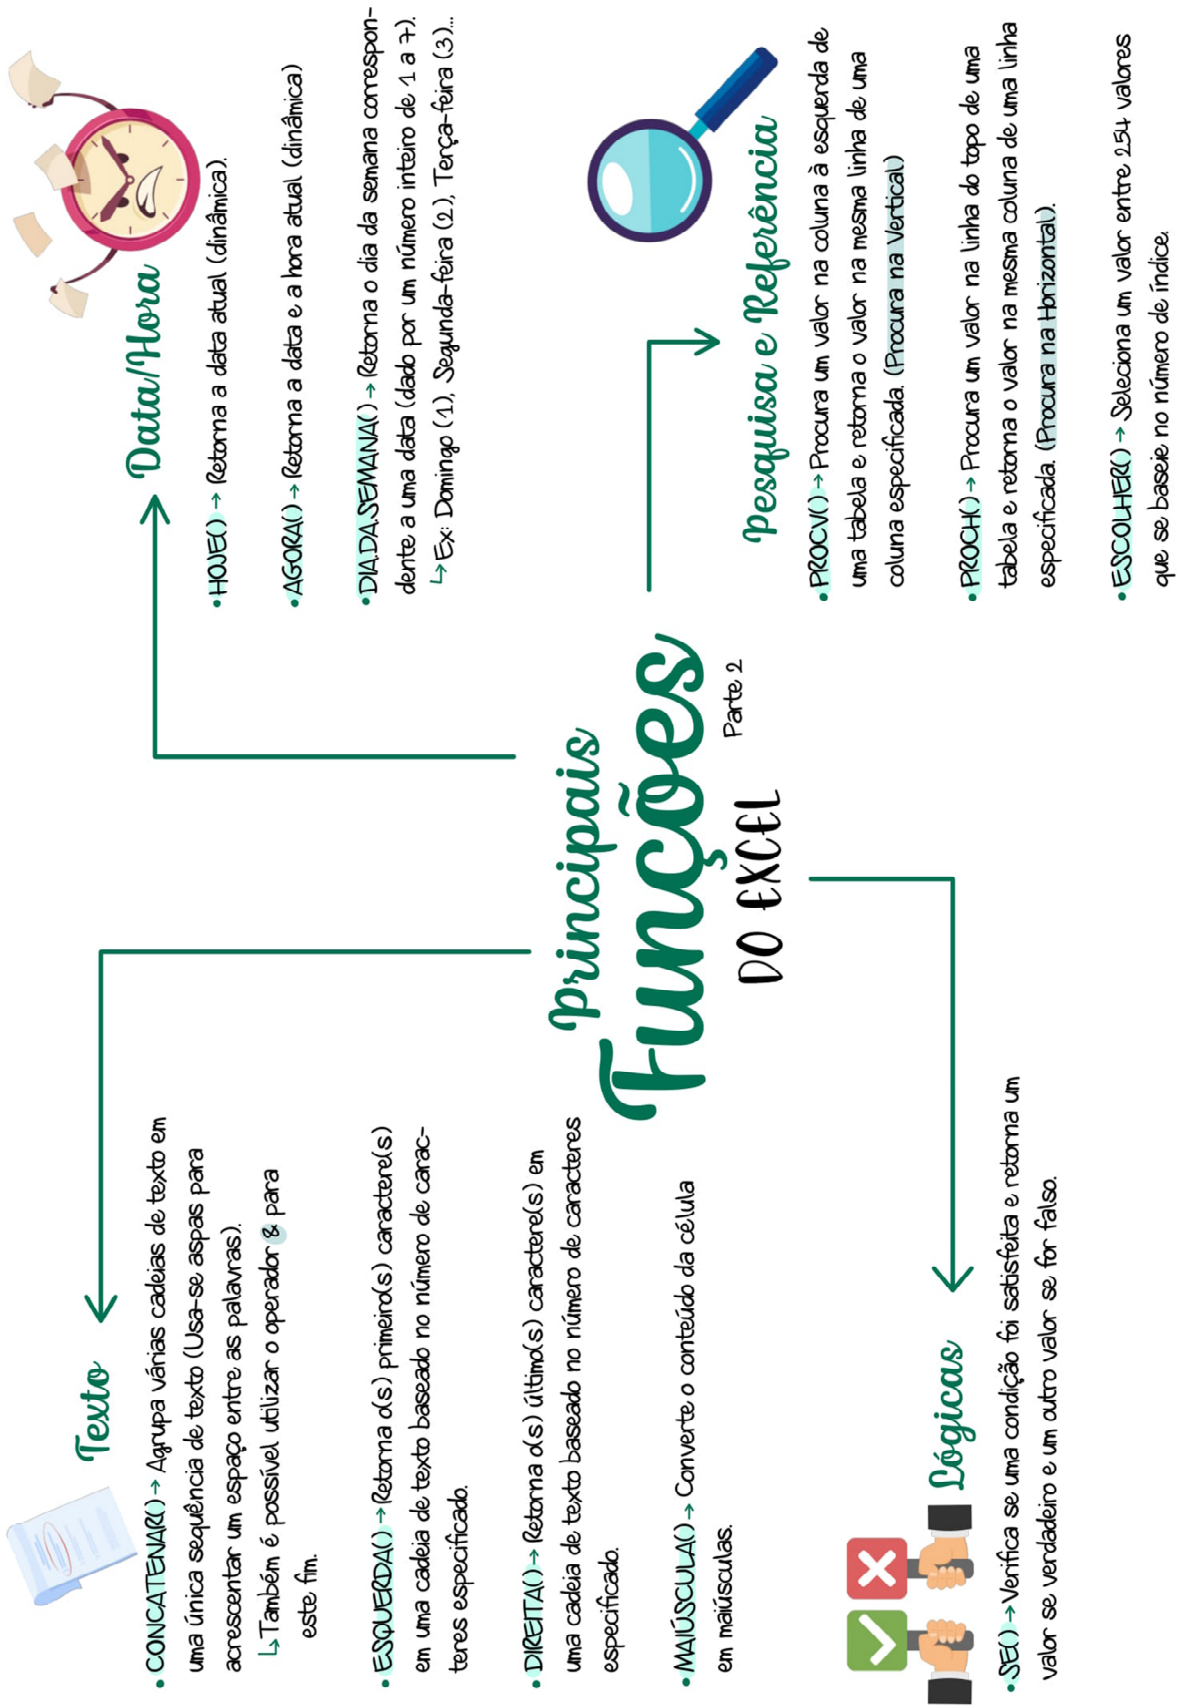 Principais
Funções
DO EXCEL
Parte 2
Texto
• CONCATENAR() → Agrupa várias cadeias de texto em
uma única sequência de texto (Usa-se aspas para
acrescentar um espaço entre as palavras).
↳ Também é possível utilizar o operador & para
este fim.
• ESQUERDA() → Retorna o(s) primeiro(s) caractere(s)
em uma cadeia de texto baseado no número de carac-
teres especificado.
• DIREITA() → Retorna o(s) último(s) caractere(s) em
uma cadeia de texto baseado no número de caracteres
especificado.
• MAIÚSCULA() → Converte o conteúdo da célula
em maiúsculas.
Data/Hora
• HOJE() → Retorna a data atual (dinâmica).
• AGORA() → Retorna a data e a hora atual (dinâmica)
• DIA.DA.SEMANA() → Retorna o dia da semana correspon-
dente a uma data (dado por um número inteiro de 1 a 7).
↳ Ex: Domingo (1), Segunda-feira (2), Terça-feira (3)...
Lógicas
• SE() → Verifica se uma condição foi satisfeita e retorna um
valor se verdadeiro e um outro valor se for falso.
Pesquisa e Referência
• PROCV() → Procura um valor na coluna à esquerda de
uma tabela e retorna o valor na mesma linha de uma
coluna especificada. (Procura na Vertical)
• PROCH() → Procura um valor na linha do topo de uma
tabela e retorna o valor na mesma coluna de uma linha
especificada. (Procura na Horizontal).
• ESCOLHER() → Seleciona um valor entre 254 valores
que se baseie no número de índice.